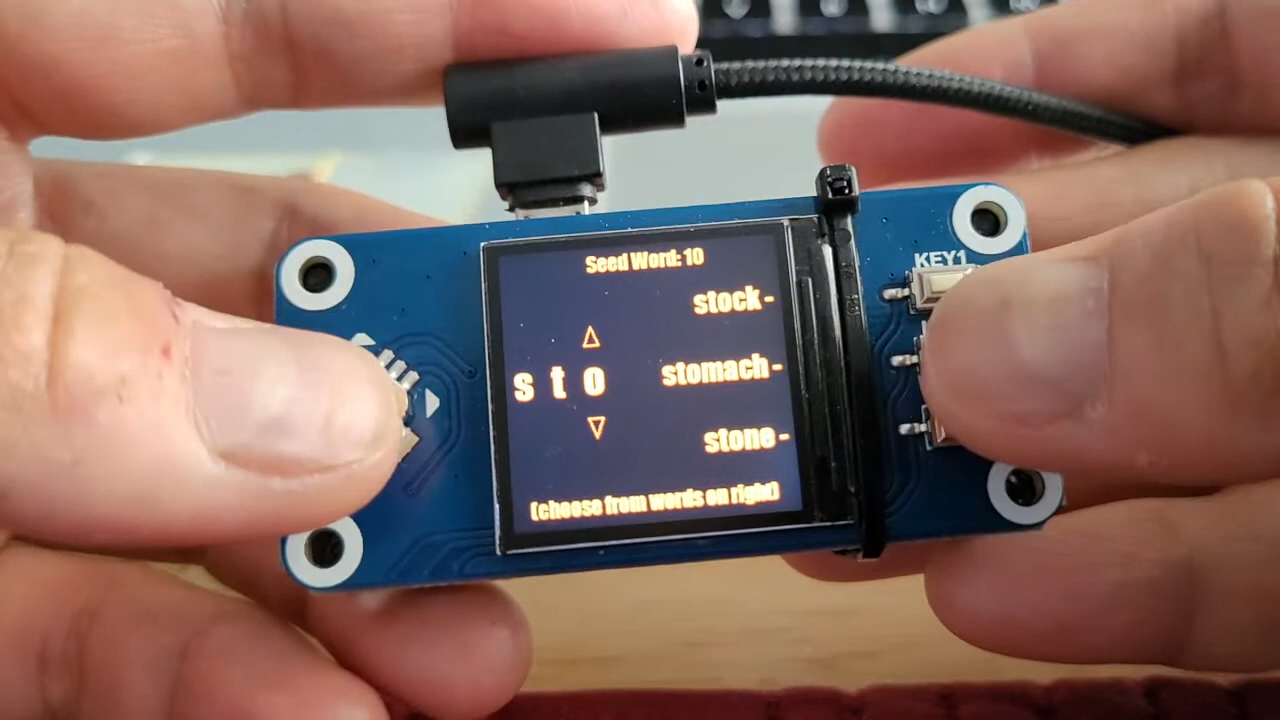 Seed Word: 10
stock -
s t o
stomach -
stone -
(choose from words on right)
KEY1